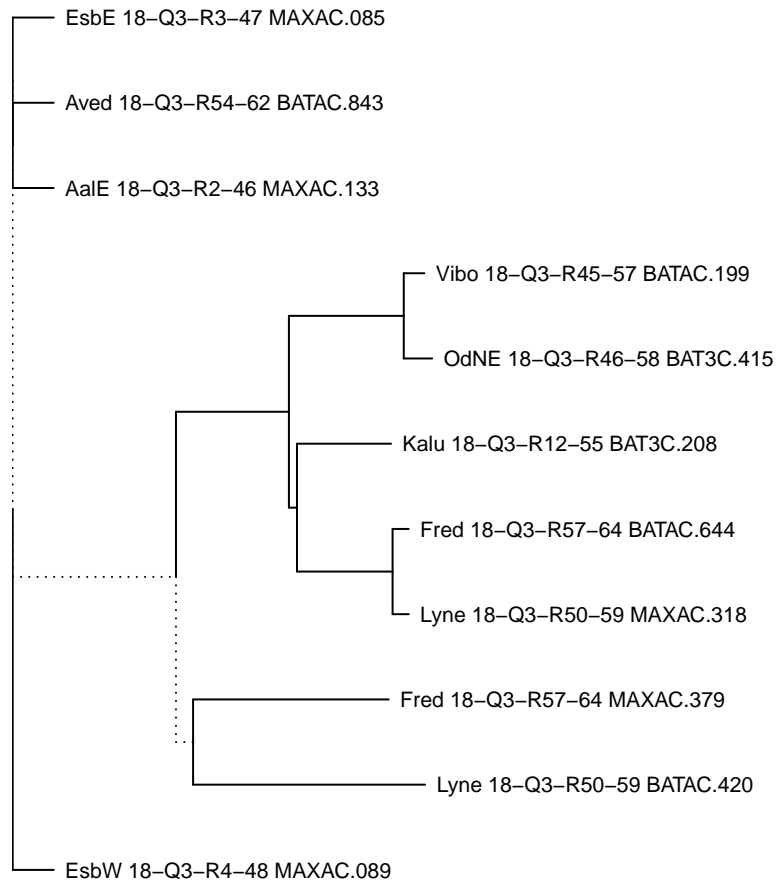 EsbE 18−Q3−R3−47 MAXAC.085
Aved 18−Q3−R54−62 BATAC.843
AalE 18−Q3−R2−46 MAXAC.133
Vibo 18−Q3−R45−57 BATAC.199
OdNE 18−Q3−R46−58 BAT3C.415
Kalu 18−Q3−R12−55 BAT3C.208
Fred 18−Q3−R57−64 BATAC.644
Lyne 18−Q3−R50−59 MAXAC.318
Fred 18−Q3−R57−64 MAXAC.379
Lyne 18−Q3−R50−59 BATAC.420
EsbW 18−Q3−R4−48 MAXAC.089